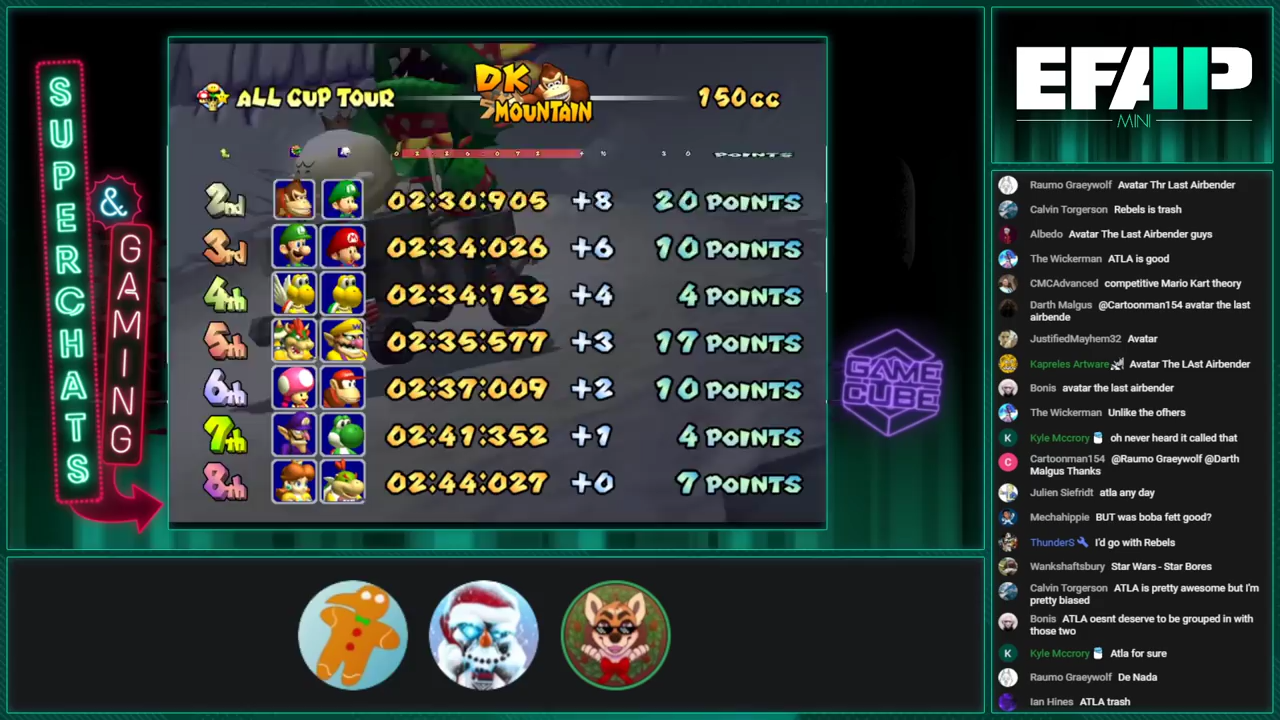 SUPERCHATS
&
GAMING
ALL CUP TOUR
DK
MOUNTAIN
150cc
POINTS
2nd 02:30:905 +8 20 POINTS
3rd 02:34:026 +6 10 POINTS
4th 02:34:152 +4 4 POINTS
5th 02:35:577 +3 17 POINTS
6th 02:37:009 +2 10 POINTS
7th 02:41:352 +1 4 POINTS
8th 02:44:027 +0 7 POINTS
GAME
CUBE
EFAP
MINI
Raumo Graeywolf Avatar Thr Last Airbender
Calvin Torgerson Rebels is trash
Albedo Avatar The Last Airbender guys
The Wickerman ATLA is good
CMCAdvanced competitive Mario Kart theory
Darth Malgus @Cartoonman154 avatar the last
airbende
JustifiedMayhem32 Avatar
Kapreles Artware Avatar The LAst Airbender
Bonis avatar the last airbender
The Wickerman Unlike the others
K Kyle Mccrory oh never heard it called that
C Cartoonman154 @Raumo Graeywolf @Darth
Malgus Thanks
Julien Siefridt atla any day
Mechahippie BUT was boba fett good?
ThunderS I'd go with Rebels
Wankshaftsbury Star Wars - Star Bores
Calvin Torgerson ATLA is pretty awesome but I'm
pretty biased
Bonis ATLA oesnt deserve to be grouped in with
those two
K Kyle Mccrory Atla for sure
Raumo Graeywolf De Nada
Ian Hines ATLA trash